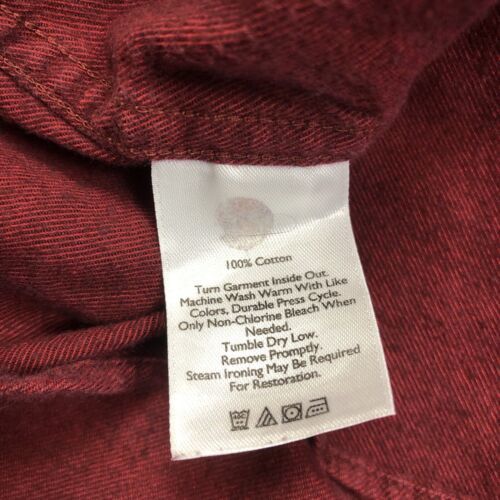 100% Cotton
Turn Garment Inside Out.
Machine Wash Warm With Like
Colors, Durable Press Cycle.
Only Non-Chlorine Bleach When
Needed.
Tumble Dry Low.
Remove Promptly.
Steam Ironing May Be Required
For Restoration.